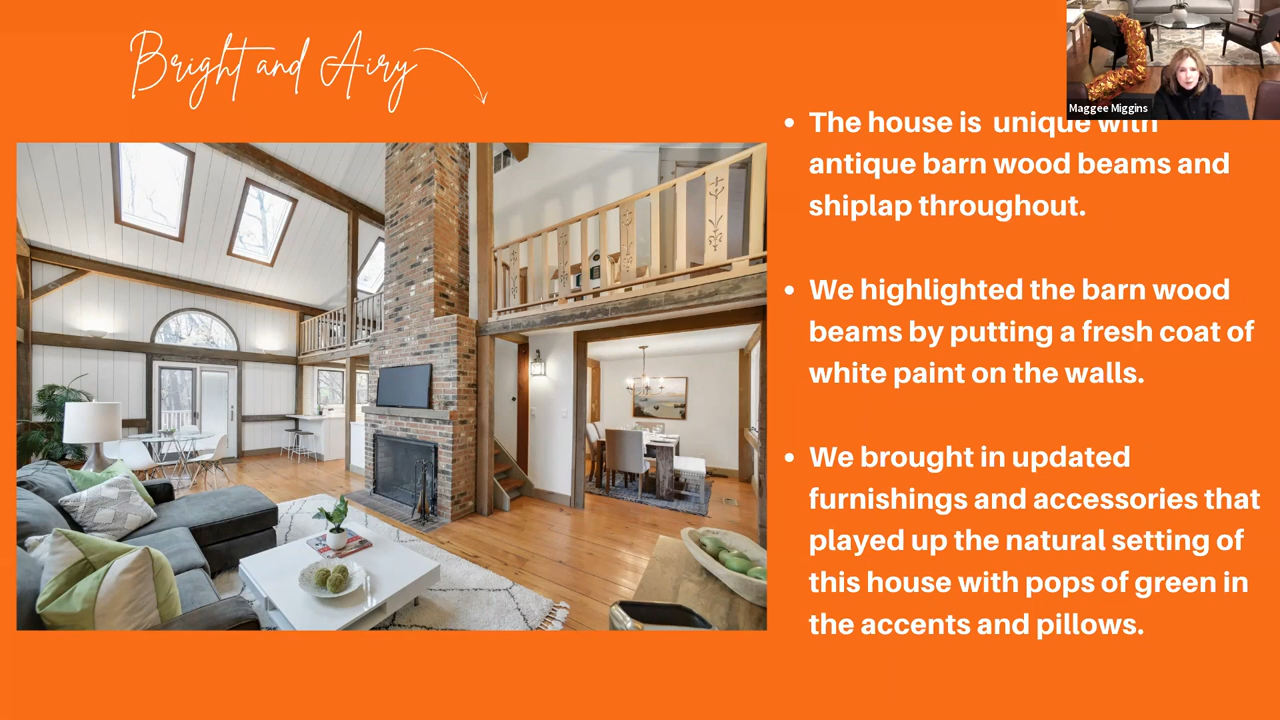 Bright and Airy
Maggee Miggins
The house is unique with
antique barn wood beams and
shiplap throughout.
We highlighted the barn wood
beams by putting a fresh coat of
white paint on the walls.
We brought in updated
furnishings and accessories that
played up the natural setting of
this house with pops of green in
the accents and pillows.